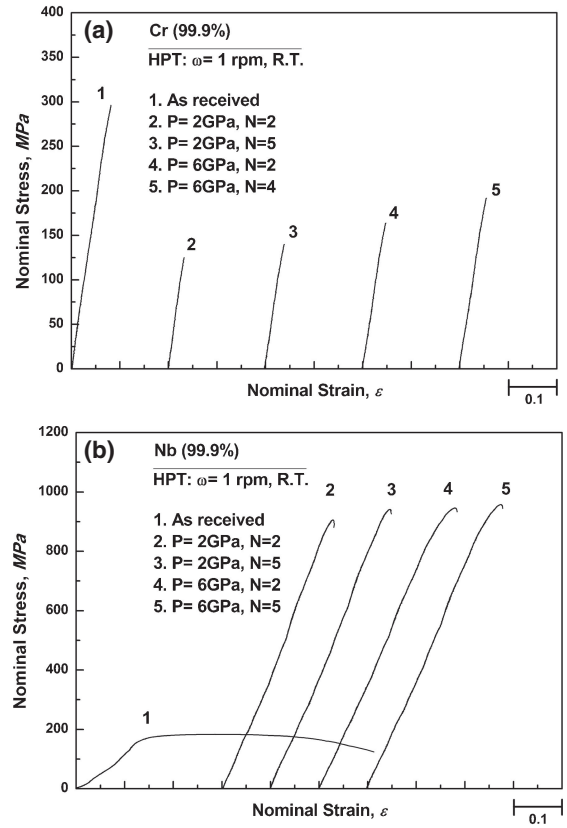 (a)
Cr (99.9%)
HPT: ω= 1 rpm, R.T.
1. As received
2. P= 2GPa, N=2
3. P= 2GPa, N=5
4. P= 6GPa, N=2
5. P= 6GPa, N=4
400
350
300
250
200
150
100
50
0
Nominal Stress, MPa
1
2
3
4
5
Nominal Strain, ε
0.1
(b)
Nb (99.9%)
HPT: ω= 1 rpm, R.T.
1. As received
2. P= 2GPa, N=2
3. P= 2GPa, N=5
4. P= 6GPa, N=2
5. P= 6GPa, N=5
1200
1000
800
600
400
200
0
Nominal Stress, MPa
1
2
3
4
5
Nominal Strain, ε
0.1